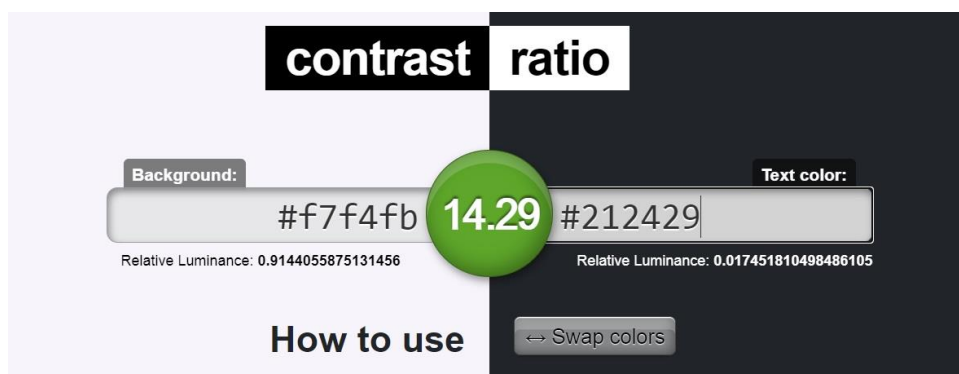 contrast ratio
Background:
Text color:
#f7f4fb
14.29
#212429
Relative Luminance: 0.9144055875131456
Relative Luminance: 0.017451810498486105
How to use
↔ Swap colors